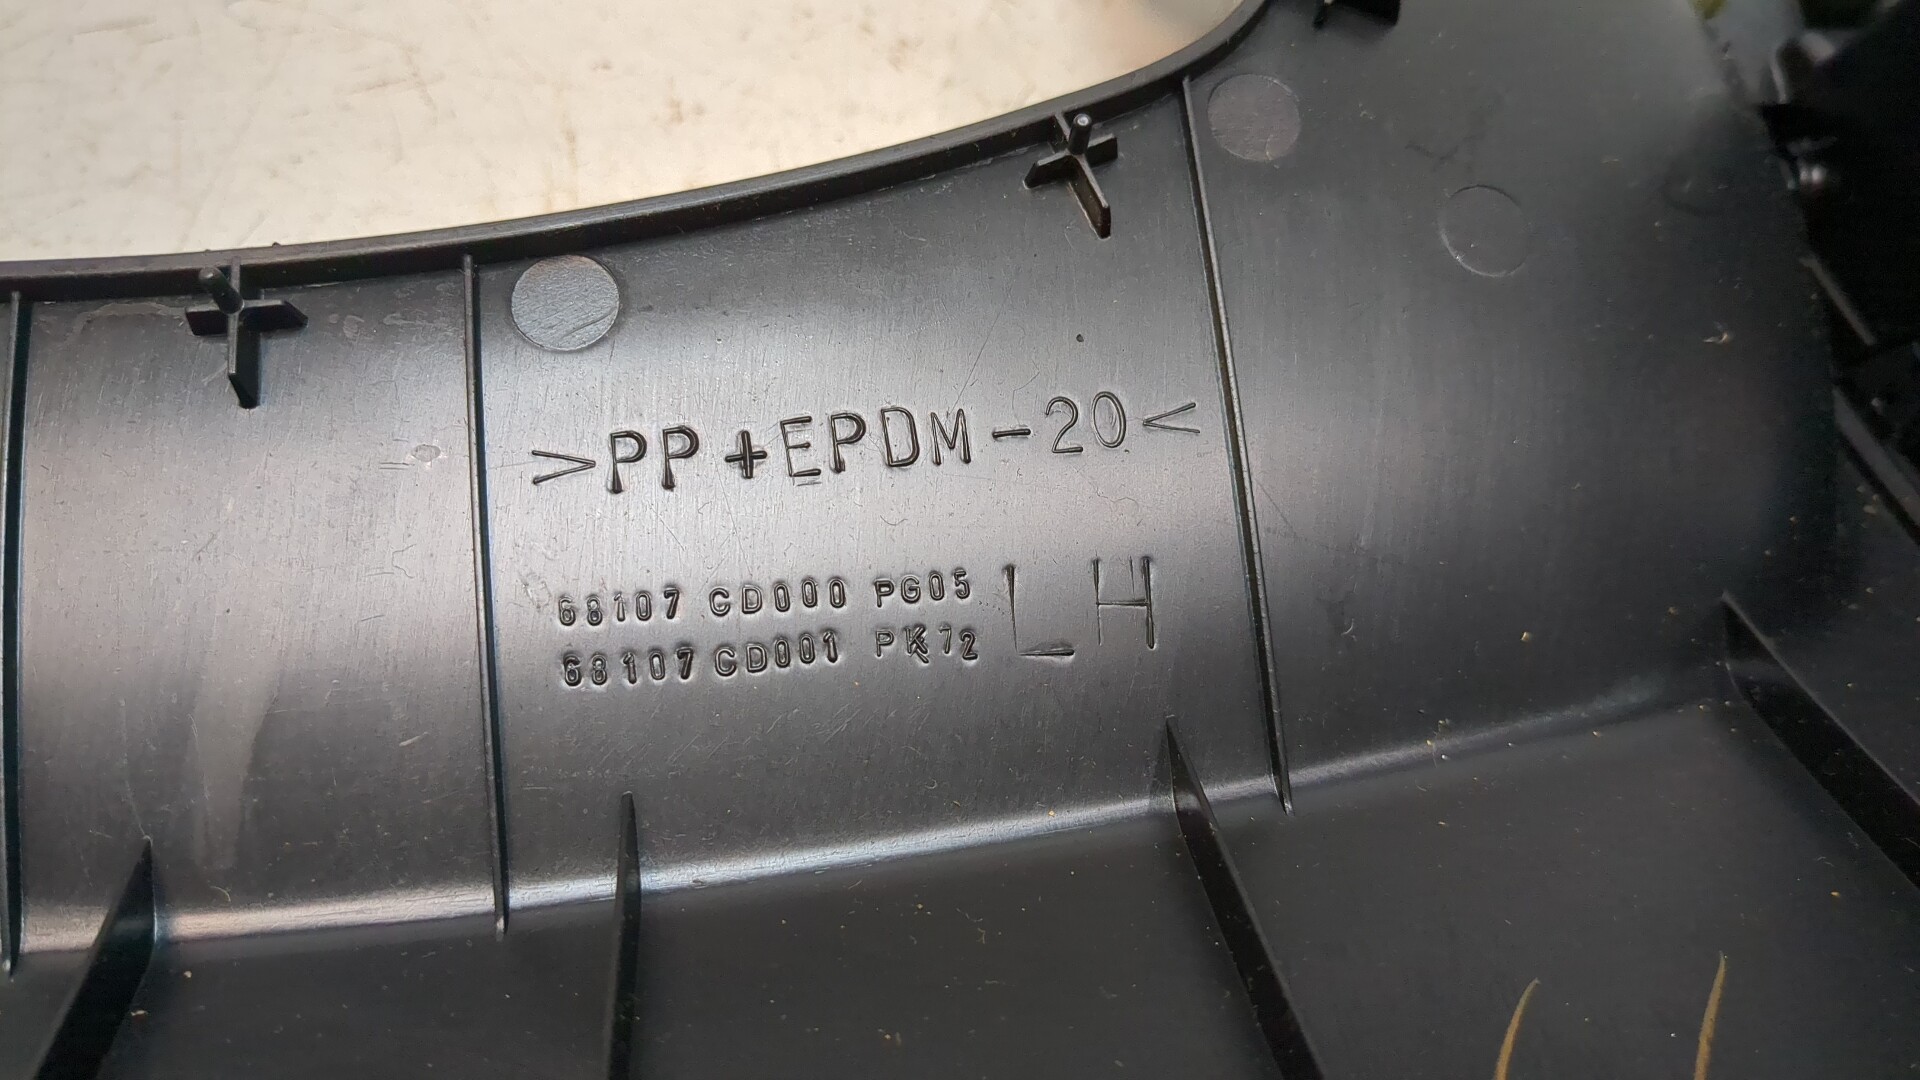 >PP+EPDM-20<
68107 CD000 PG05 LH
68107 CD001 PK72